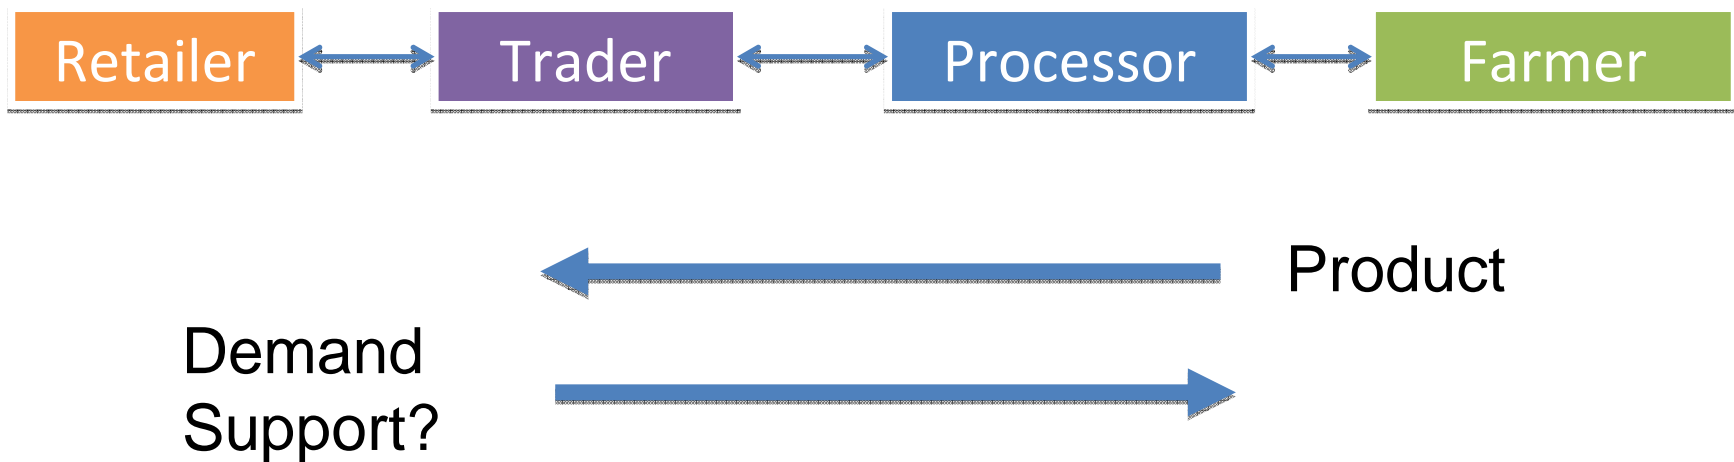 Retailer Trader Processor Farmer
Product
Demand
Support?